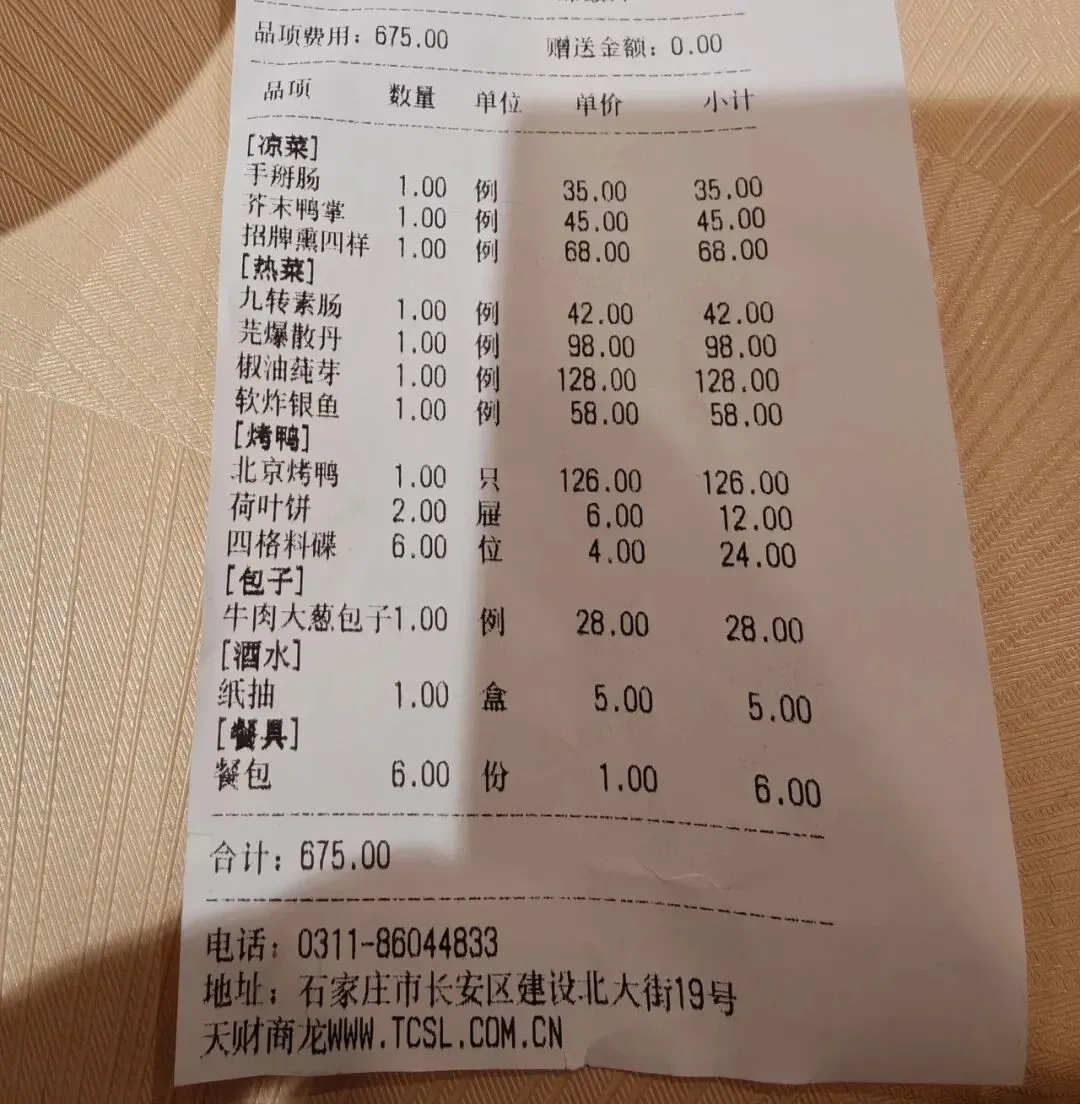 品项费用：675.00 赠送金额：0.00
品项 数量 单位 单价 小计
[凉菜]
手掰肠 1.00 例 35.00 35.00
芥末鸭掌 1.00 例 45.00 45.00
招牌熏四样 1.00 例 68.00 68.00
[热菜]
九转素肠 1.00 例 42.00 42.00
芫爆散丹 1.00 例 98.00 98.00
椒油莼芽 1.00 例 128.00 128.00
软炸银鱼 1.00 例 58.00 58.00
[烤鸭]
北京烤鸭 1.00 只 126.00 126.00
荷叶饼 2.00 屉 6.00 12.00
四格料碟 6.00 位 4.00 24.00
[包子]
牛肉大葱包子1.00 例 28.00 28.00
[酒水]
纸抽 1.00 盒 5.00 5.00
[餐具]
餐包 6.00 份 1.00 6.00
合计：675.00
电话：0311-86044833
地址：石家庄市长安区建设北大街19号
天财商龙WWW.TCSL.COM.CN